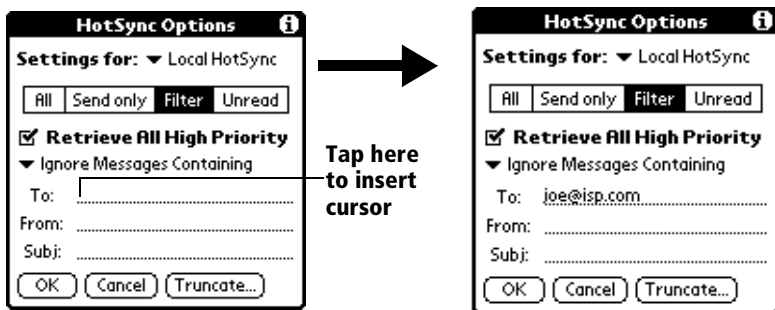 HotSync Options
Settings for: Local HotSync
All Send only Filter Unread
Retrieve All High Priority
Ignore Messages Containing
To:
From:
Subj:
OK Cancel Truncate...
Tap here
to insert
cursor
HotSync Options
Settings for: Local HotSync
All Send only Filter Unread
Retrieve All High Priority
Ignore Messages Containing
To: joe@isp.com
From:
Subj:
OK Cancel Truncate...